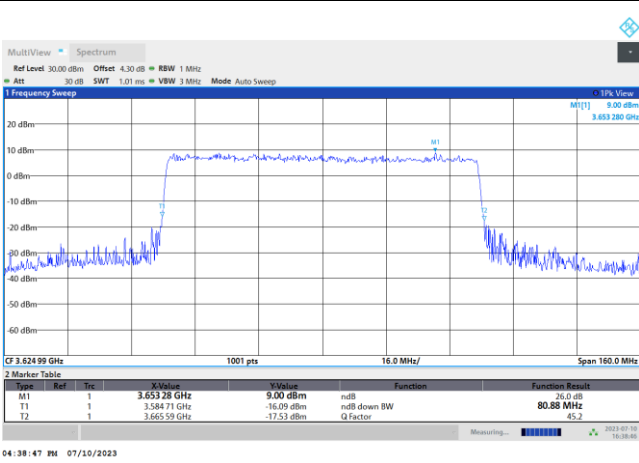 MultiView Spectrum
Ref Level 30.00 dBm Offset 4.30 dB RBW 1 MHz
Att 30 dB SWT 1.01 ms VBW 3 MHz Mode Auto Sweep
1 Frequency Sweep 1Pk View
M1[1] 9.00 dBm
3.653 280 GHz
20 dBm
M1
10 dBm
0 dBm
-10 dBm
T1
T2
-20 dBm
-30 dBm
-40 dBm
-50 dBm
-60 dBm
CF 3.624 99 GHz 1001 pts 16.0 MHz/ Span 160.0 MHz
2 Marker Table
Type Ref Trc X-Value Y-Value Function Function Result
M1 1 3.653 28 GHz 9.00 dBm ndB 26.0 dB
T1 1 3.584 71 GHz -16.09 dBm ndB down BW 80.88 MHz
T2 1 3.665 59 GHz -17.53 dBm Q Factor 45.2
Measuring... 2023-07-10
16:38:46
04:38:47 PM 07/10/2023